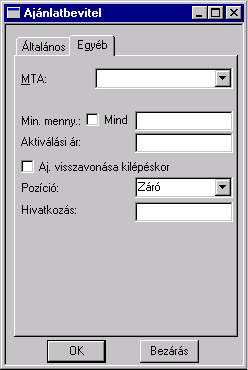 Ajánlatbevitel
Általános Egyéb
MTA:
Min. menny.: Mind
Aktiválási ár:
Aj. visszavonása kilépéskor
Pozíció: Záró
Hivatkozás:
OK Bezárás